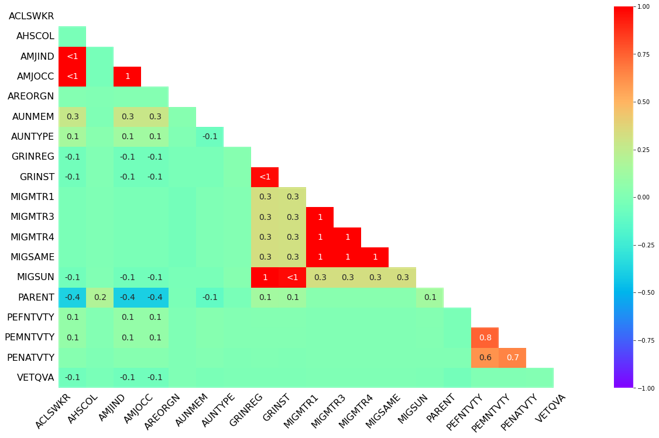 1.00
ACLSWKR
AHSCOL
0.75
AMJIND <1
AMJOCC <1 1
0.50
AREORGN
AUNMEM 0.3 0.3 0.3
AUNTYPE 0.1 0.1 0.1 -0.1
0.25
GRINREG -0.1 -0.1 -0.1
GRINST -0.1 -0.1 -0.1 <1
MIGMTR1 0.3 0.3
0.00
MIGMTR3 0.3 0.3 1
MIGMTR4 0.3 0.3 1 1
-0.25
MIGSAME 0.3 0.3 1 1 1
MIGSUN -0.1 -0.1 -0.1 1 <1 0.3 0.3 0.3 0.3
-0.50
PARENT -0.4 0.2 -0.4 -0.4 -0.1 0.1 0.1 0.1
PEFNTVTY 0.1 0.1 0.1
PEMNTVTY 0.1 0.1 0.1 0.8
-0.75
PENATVTY 0.6 0.7
VETQVA -0.1 -0.1 -0.1
-1.00
ACLSWKR AHSCOL AMJIND AMJOCC AREORGN AUNMEM AUNTYPE GRINREG GRINST MIGMTR1 MIGMTR3 MIGMTR4 MIGSAME MIGSUN PARENT PEFNTVTY PEMNTVTY PENATVTY VETQVA